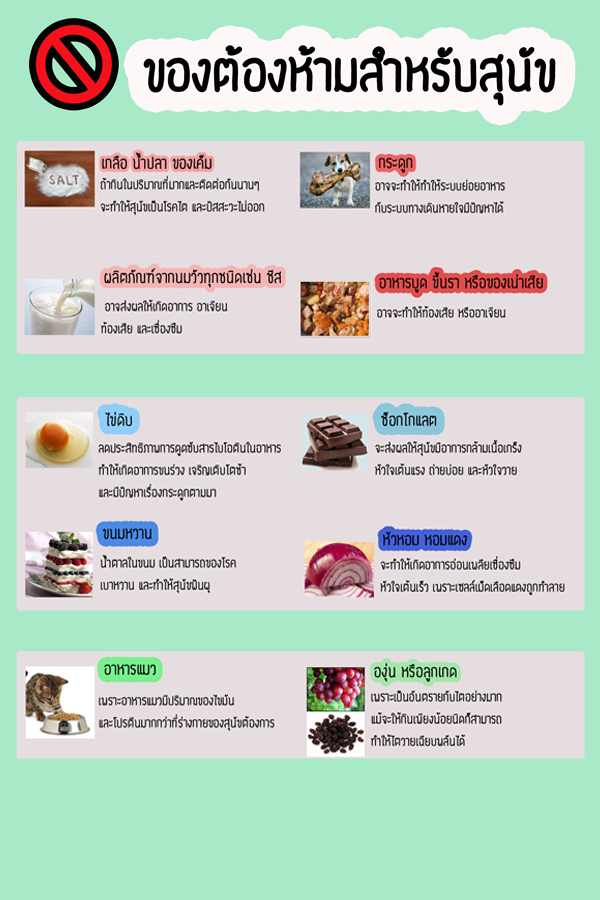 ของต้องห้ามสำหรับสุนัข
เกลือ น้ำปลา ของเค็ม
ถ้ากินในปริมาณที่มากและติดต่อกันนานๆ
จะทำให้สุนัขเป็นโรคไต และปัสสะวะไม่ออก
SALT
กระดูก
อาจจะทำให้ทำให้ระบบย่อยอาหาร
กับระบบทางเดินหายใจมีปัญหาได้
ผลิตภัณฑ์จากนมวัวทุกชนิดเช่น ชีส
อาจส่งผลให้เกิดอาการ อาเจียน
ท้องเสีย และเซื่องซึม
อาหารบูด ขึ้นรา หรือของเน่าเสีย
อาจจะทำให้ท้องเสีย หรืออาเจียน
ไข่ดิบ
ลดประสิทธิภาพการดูดซับสารไบโอตินในอาหาร
ทำให้เกิดอาการขนร่วง เจริญเติบโตช้า
และมีปัญหาเรื่องกระดูกตามมา
ช็อกโกแลต
จะส่งผลให้สุนัขมีอาการกล้ามเนื้อเกร็ง
หัวใจเต้นแรง ถ่ายบ่อย และหัวใจวาย
ขนมหวาน
น้ำตาลในขนม เป็นสามารถของโรค
เบาหวาน และทำให้สุนัขฟันผุ
หัวหอม หอมแดง
จะทำให้เกิดอาการอ่อนเพลียเซื่องซึม
หัวใจเต้นเร็ว เพราะเซลล์เม็ดเลือดแดงถูกทำลาย
อาหารแมว
เพราะอาหารแมวมีปริมาณของไขมัน
และโปรตีนมากกว่าที่ร่างกายของสุนัขต้องการ
องุ่น หรือลูกเกด
เพราะเป็นอันตรายกับไตอย่างมาก
แม้จะให้กินเพียงน้อยนิดก็สามารถ
ทำให้ไตวายเฉียบพลันได้